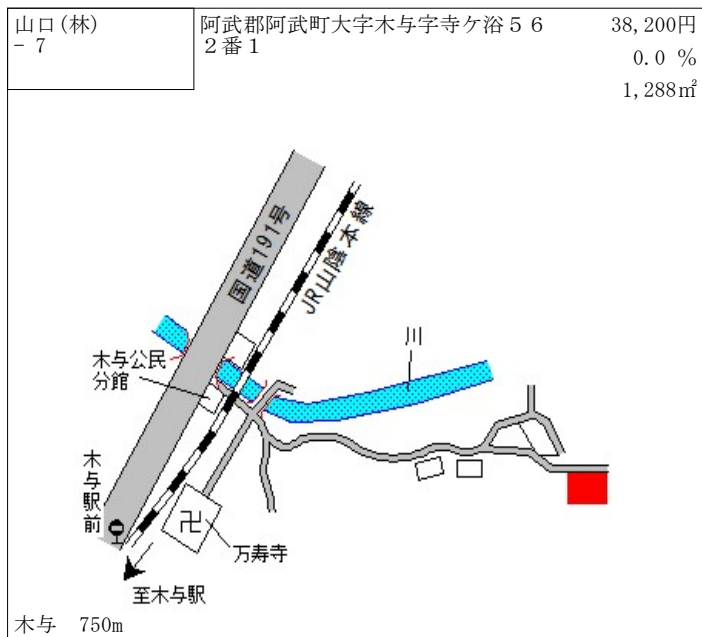 山口(林)
－7
阿武郡阿武町大字木与字寺ケ浴５６
２番１
38,200円
0.0 %
1,288㎡
国道191号
JR山陰本線
川
木与公民
分館
木与駅前
卍
万寿寺
至木与駅
木与 750m